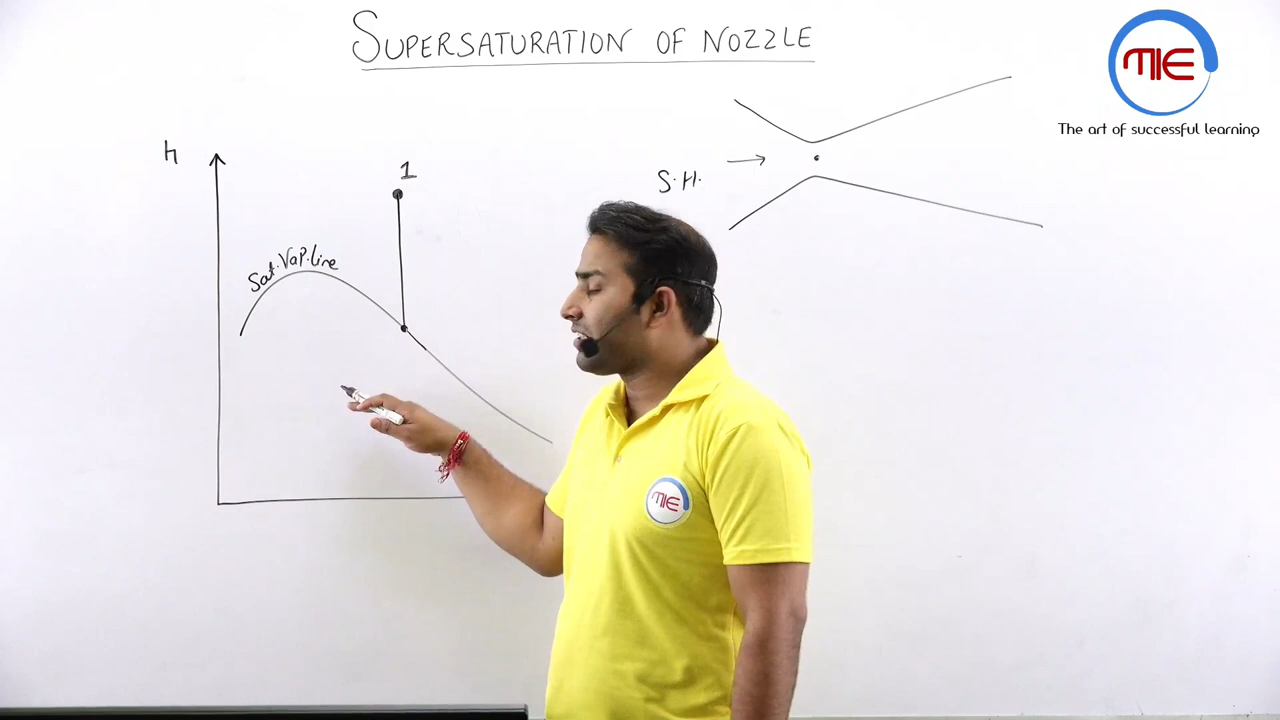 SUPERSATURATION OF NOZZLE
MIE
The art of successful learning
h
1
S.H.
Sat. Vap. line
MIE